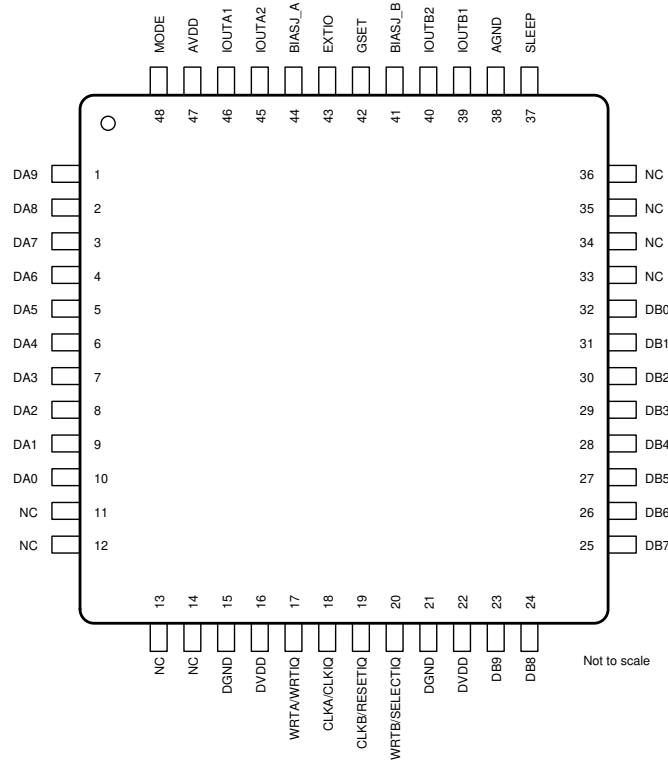 MODE
AVDD
IOUTA1
IOUTA2
BIASJ_A
EXTIO
GSET
BIASJ_B
IOUTB2
IOUTB1
AGND
SLEEP
48
47
46
45
44
43
42
41
40
39
38
37
DA9 1
DA8 2
DA7 3
DA6 4
DA5 5
DA4 6
DA3 7
DA2 8
DA1 9
DA0 10
NC 11
NC 12
36 NC
35 NC
34 NC
33 NC
32 DB0
31 DB1
30 DB2
29 DB3
28 DB4
27 DB5
26 DB6
25 DB7
13
14
15
16
17
18
19
20
21
22
23
24
NC
NC
DGND
DVDD
WRTA/WRTIQ
CLKA/CLKIQ
CLKB/RESETIQ
WRTB/SELECTIQ
DGND
DVDD
DB9
DB8
Not to scale